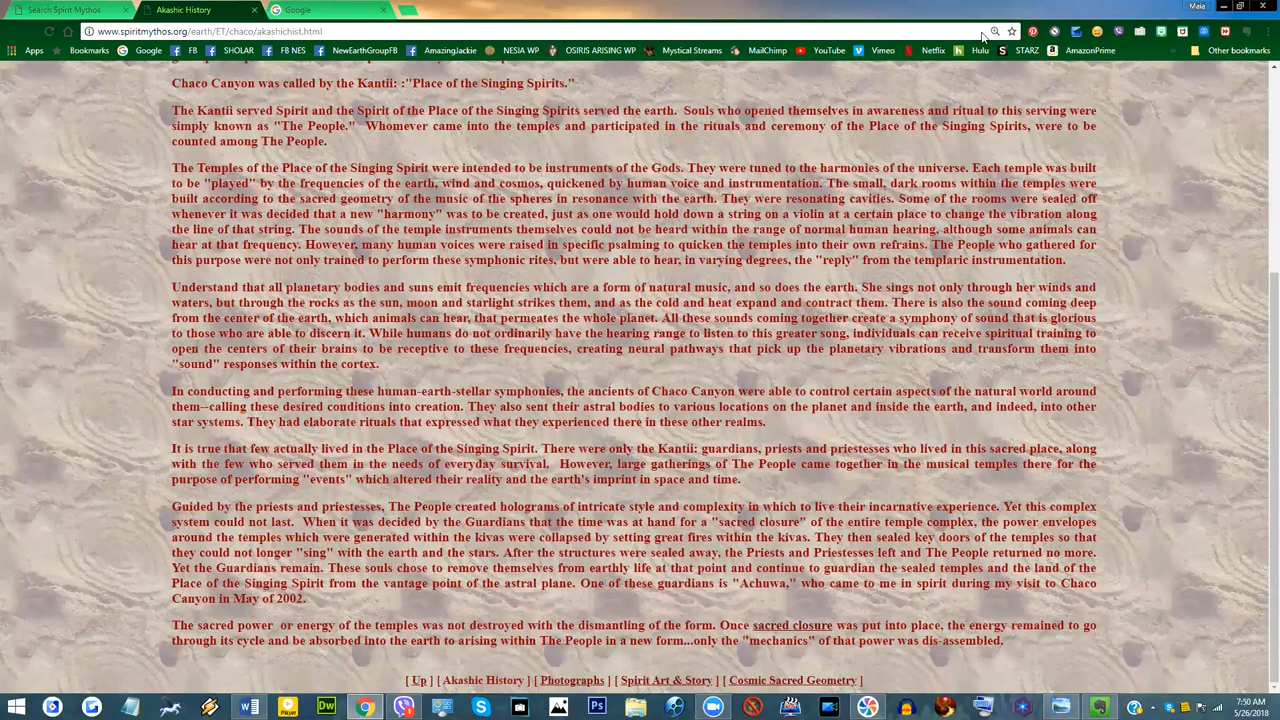 Search Spirit Mythos
Akashic History
Google
Maia
www.spiritmythos.org/earth/ET/chaco/akashichist.html
Apps Bookmarks Google FB SHOLAR FB NES NewEarthGroupFB AmazingJackie NESIA WP OSIRIS ARISING WP Mystical Streams MailChimp YouTube Vimeo Netflix Hulu STARZ AmazonPrime Other bookmarks
Chaco Canyon was called by the Kantii: :"Place of the Singing Spirits."
The Kantii served Spirit and the Spirit of the Place of the Singing Spirits served the earth. Souls who opened themselves in awareness and ritual to this serving were
simply known as "The People." Whomever came into the temples and participated in the rituals and ceremony of the Place of the Singing Spirits, were to be
counted among The People.
The Temples of the Place of the Singing Spirit were intended to be instruments of the Gods. They were tuned to the harmonies of the universe. Each temple was built
to be "played" by the frequencies of the earth, wind and cosmos, quickened by human voice and instrumentation. The small, dark rooms within the temples were
built according to the sacred geometry of the music of the spheres in resonance with the earth. They were resonating cavities. Some of the rooms were sealed off
whenever it was decided that a new "harmony" was to be created, just as one would hold down a string on a violin at a certain place to change the vibration along
the line of that string. The sounds of the temple instruments themselves could not be heard within the range of normal human hearing, although some animals can
hear at that frequency. However, many human voices were raised in specific psalming to quicken the temples into their own refrains. The People who gathered for
this purpose were not only trained to perform these symphonic rites, but were able to hear, in varying degrees, the "reply" from the templaric instrumentation.
Understand that all planetary bodies and suns emit frequencies which are a form of natural music, and so does the earth. She sings not only through her winds and
waters, but through the rocks as the sun, moon and starlight strikes them, and as the cold and heat expand and contract them. There is also the sound coming deep
from the center of the earth, which animals can hear, that permeates the whole planet. All these sounds coming together create a symphony of sound that is glorious
to those who are able to discern it. While humans do not ordinarily have the hearing range to listen to this greater song, individuals can receive spiritual training to
open the centers of their brains to be receptive to these frequencies, creating neural pathways that pick up the planetary vibrations and transform them into
"sound" responses within the cortex.
In conducting and performing these human-earth-stellar symphonies, the ancients of Chaco Canyon were able to control certain aspects of the natural world around
them--calling these desired conditions into creation. They also sent their astral bodies to various locations on the planet and inside the earth, and indeed, into other
star systems. They had elaborate rituals that expressed what they experienced there in these other realms.
It is true that few actually lived in the Place of the Singing Spirit. There were only the Kantii: guardians, priests and priestesses who lived in this sacred place, along
with the few who served them in the needs of everyday survival. However, large gatherings of The People came together in the musical temples there for the
purpose of performing "events" which altered their reality and the earth's imprint in space and time.
Guided by the priests and priestesses, The People created holograms of intricate style and complexity in which to live their incarnative experience. Yet this complex
system could not last. When it was decided by the Guardians that the time was at hand for a "sacred closure" of the entire temple complex, the power envelopes
around the temples which were generated within the kivas were collapsed by setting great fires within the kivas. They then sealed key doors of the temples so that
they could not longer "sing" with the earth and the stars. After the structures were sealed away, the Priests and Priestesses left and The People returned no more.
Yet the Guardians remain. These souls chose to remove themselves from earthly life at that point and continue to guardian the sealed temples and the land of the
Place of the Singing Spirit from the vantage point of the astral plane. One of these guardians is "Achuwa," who came to me in spirit during my visit to Chaco
Canyon in May of 2002.
The sacred power or energy of the temples was not destroyed with the dismantling of the form. Once sacred closure was put into place, the energy remained to go
through its cycle and be absorbed into the earth to arising within The People in a new form...only the "mechanics" of that power was dis-assembled.
[ Up ] [ Akashic History ] [ Photographs ] [ Spirit Art & Story ] [ Cosmic Sacred Geometry ]
7:50 AM
5/26/2018